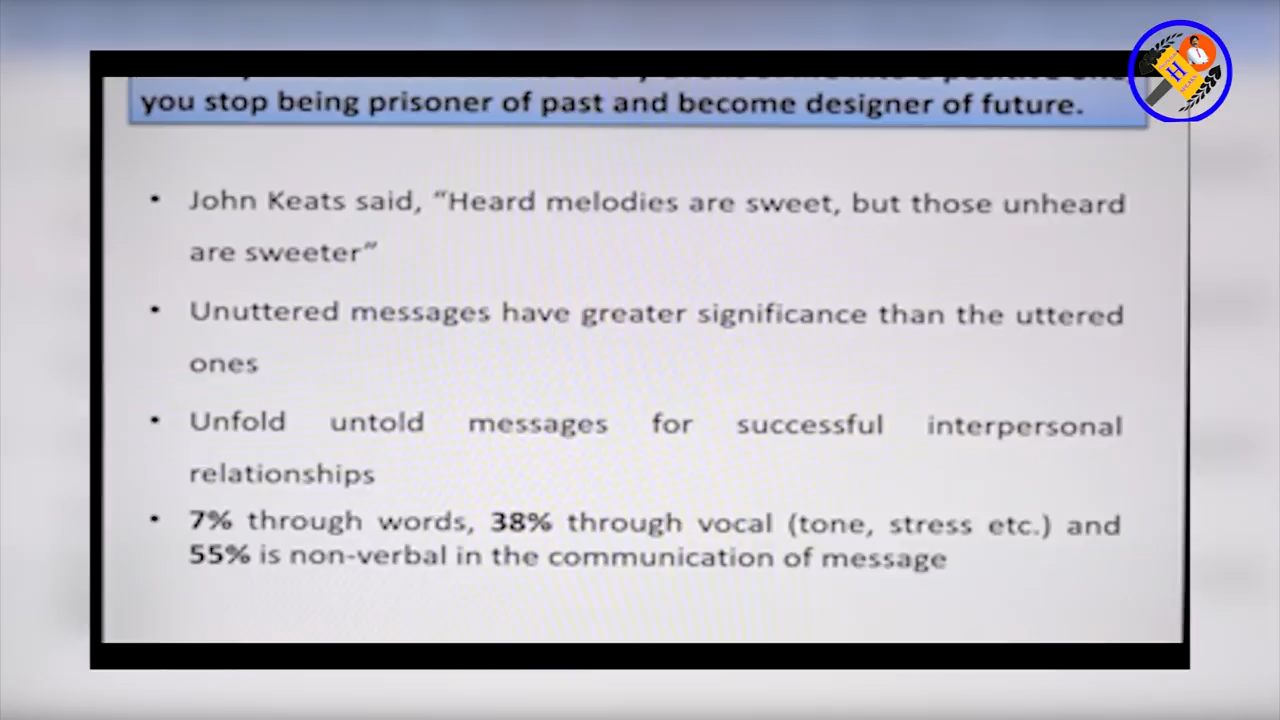 you stop being prisoner of past and become designer of future.
• John Keats said, “Heard melodies are sweet, but those unheard
are sweeter”
• Unuttered messages have greater significance than the uttered
ones
• Unfold untold messages for successful interpersonal
relationships
• 7% through words, 38% through vocal (tone, stress etc.) and
55% is non-verbal in the communication of message
H